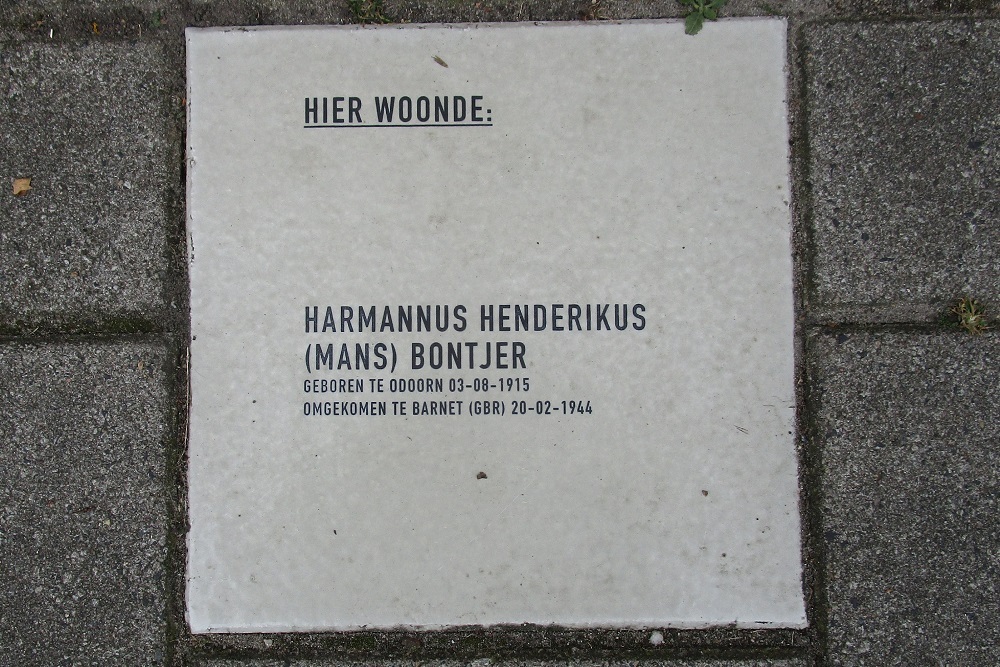 HIER WOONDE:
HARMANNUS HENDERIKUS
(MANS) BONTJER
GEBOREN TE ODOORN 03-08-1915
OMGEKOMEN TE BARNET (GBR) 20-02-1944